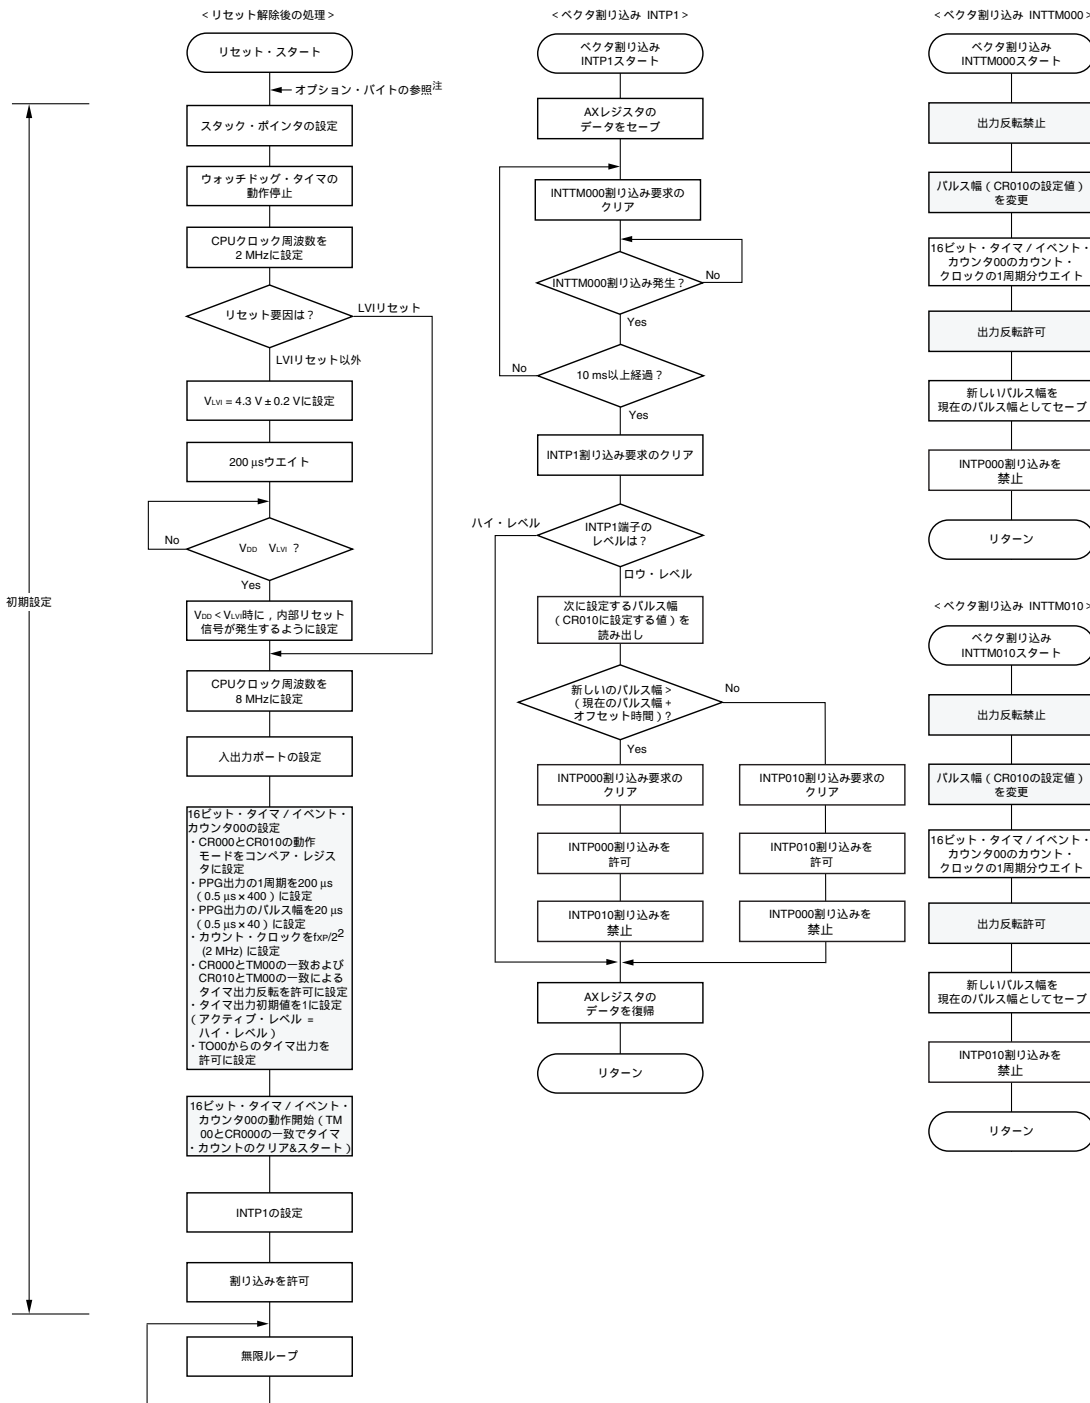 ＜リセット解除後の処理＞
リセット・スタート
オプション・バイトの参照注
初期設定
スタック・ポインタの設定
ウォッチドッグ・タイマの
動作停止
CPUクロック周波数を
2 MHzに設定
リセット要因は？
LVIリセット
LVIリセット以外
VLVI = 4.3 V ± 0.2 Vに設定
200 μsウエイト
VDD VLVI ？
No
Yes
VDD < VLVI時に，内部リセット
信号が発生するように設定
CPUクロック周波数を
8 MHzに設定
入出力ポートの設定
16ビット・タイマ / イベント・
カウンタ00の設定
・CR000とCR010の動作
モードをコンペア・レジス
タに設定
・PPG出力の1周期を200 μs
（0.5 μs × 400）に設定
・PPG出力のパルス幅を20 μs
（0.5 μs × 40）に設定
・カウント・クロックをfXP/2²
(2 MHz) に設定
・CR000とTM00の一致および
CR010とTM00の一致による
タイマ出力反転を許可に設定
・タイマ出力初期値を1に設定
（アクティブ・レベル =
ハイ・レベル）
・TO00からのタイマ出力を
許可に設定
16ビット・タイマ / イベント・
カウンタ00の動作開始（TM
00とCR000の一致でタイマ
・カウントのクリア&スタート）
INTP1の設定
割り込みを許可
無限ループ
＜ベクタ割り込み INTP1＞
ベクタ割り込み
INTP1スタート
AXレジスタの
データをセーブ
INTTM000割り込み要求の
クリア
INTTM000割り込み発生？
No
Yes
10 ms以上経過？
No
Yes
INTP1割り込み要求のクリア
INTP1端子の
レベルは？
ハイ・レベル
ロウ・レベル
次に設定するパルス幅
（CR010に設定する値）を
読み出し
新しいのパルス幅 >
（現在のパルス幅 +
オフセット時間）？
No
Yes
INTP000割り込み要求の
クリア
INTP000割り込みを
許可
INTP010割り込みを
禁止
INTP010割り込み要求の
クリア
INTP010割り込みを
許可
INTP000割り込みを
禁止
AXレジスタの
データを復帰
リターン
＜ベクタ割り込み INTTM000＞
ベクタ割り込み
INTTM000スタート
出力反転禁止
パルス幅（CR010の設定値）
を変更
16ビット・タイマ / イベント・
カウンタ00のカウント・
クロックの1周期分ウエイト
出力反転許可
新しいパルス幅を
現在のパルス幅としてセーブ
INTP000割り込みを
禁止
リターン
＜ベクタ割り込み INTTM010＞
ベクタ割り込み
INTTM010スタート
出力反転禁止
パルス幅（CR010の設定値）
を変更
16ビット・タイマ / イベント・
カウンタ00のカウント・
クロックの1周期分ウエイト
出力反転許可
新しいパルス幅を
現在のパルス幅としてセーブ
INTP010割り込みを
禁止
リターン